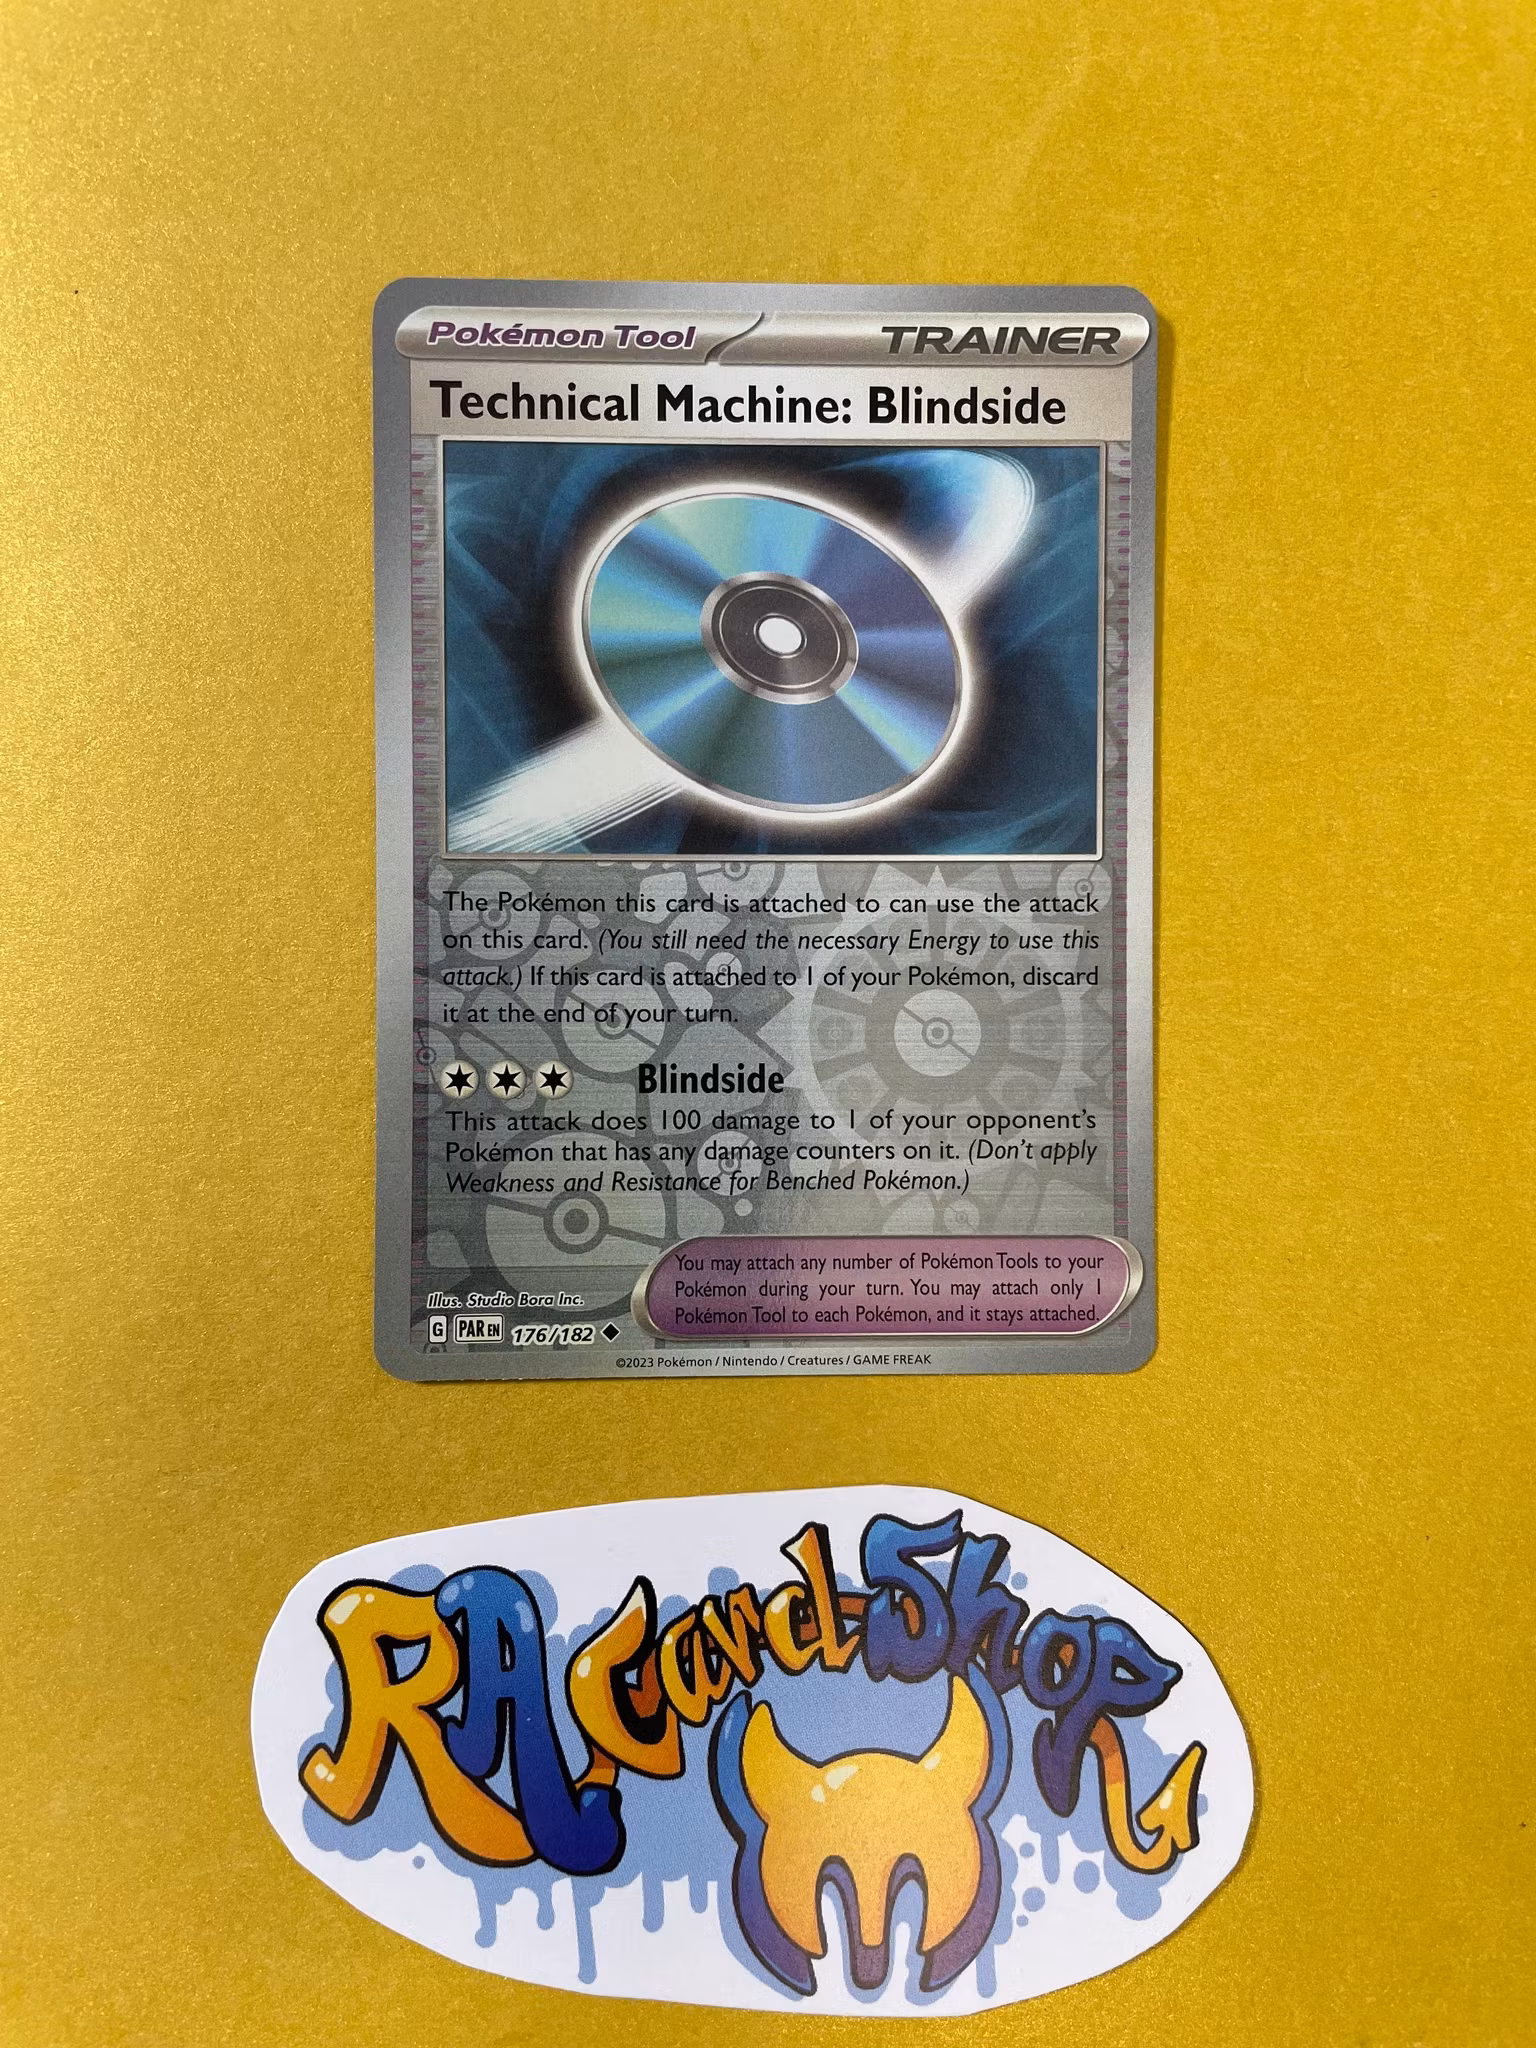 Pokémon Tool TRAINER
Technical Machine: Blindside
The Pokémon this card is attached to can use the attack
on this card. (You still need the necessary Energy to use this
attack.) If this card is attached to 1 of your Pokémon, discard
it at the end of your turn.
Blindside
This attack does 100 damage to 1 of your opponent's
Pokémon that has any damage counters on it. (Don't apply
Weakness and Resistance for Benched Pokémon.)
You may attach any number of Pokémon Tools to your
Pokémon during your turn. You may attach only 1
Pokémon Tool to each Pokémon, and it stays attached.
Illus. Studio Bora Inc.
G PAR EN 176/182
©2023 Pokémon / Nintendo / Creatures / GAME FREAK
RA CardShop